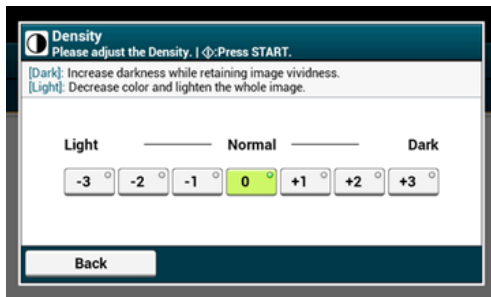 Density
Please adjust the Density. | ◇:Press START.
[Dark]: Increase darkness while retaining image vividness.
[Light]: Decrease color and lighten the whole image.
Light Normal Dark
-3 -2 -1 0 +1 +2 +3
Back